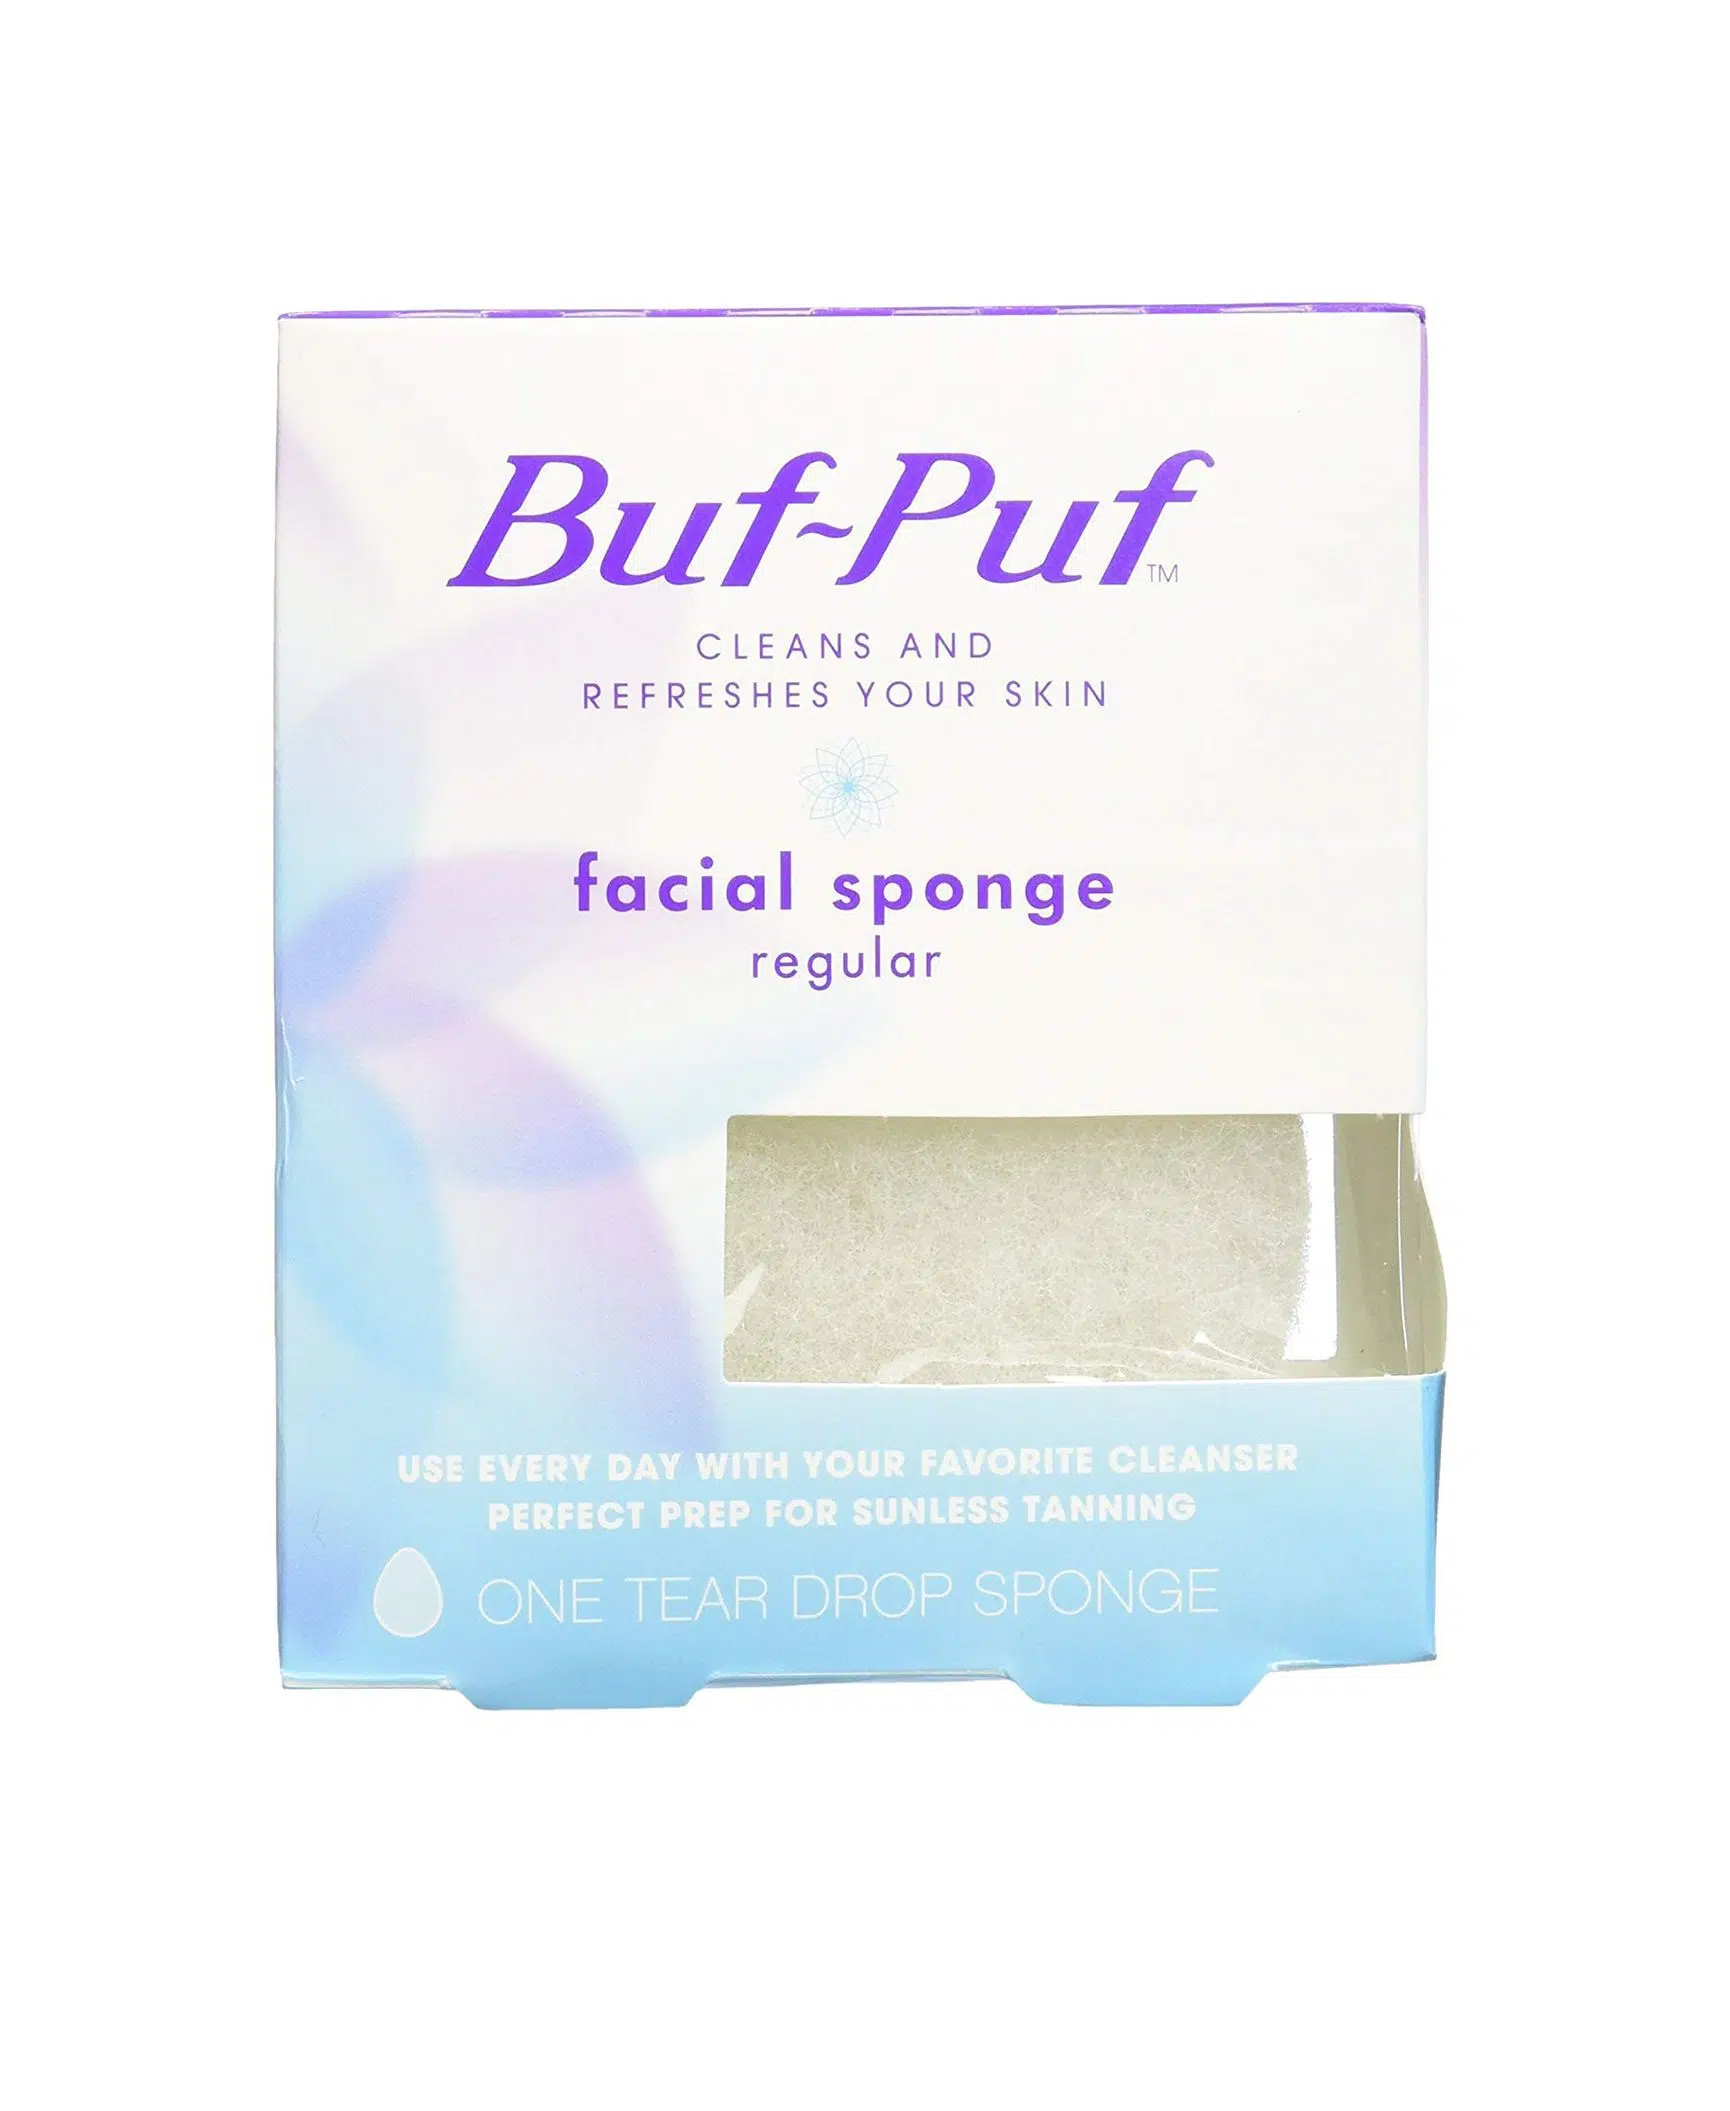 Buf~Puf™
CLEANS AND
REFRESHES YOUR SKIN
facial sponge
regular
USE EVERY DAY WITH YOUR FAVORITE CLEANSER
PERFECT PREP FOR SUNLESS TANNING
ONE TEAR DROP SPONGE